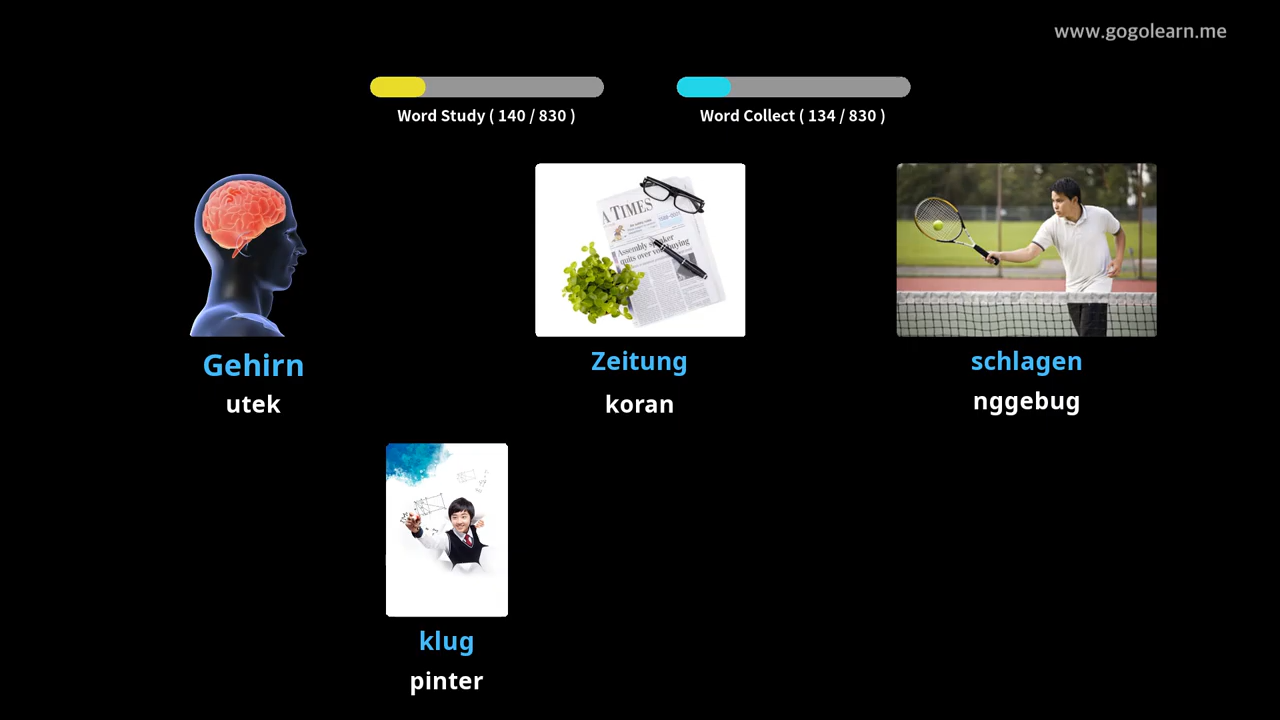 www.gogolearn.me
Word Study ( 140 / 830 )
Word Collect ( 134 / 830 )
A TIMES
Gehirn
Zeitung
schlagen
utek
koran
nggebug
klug
pinter